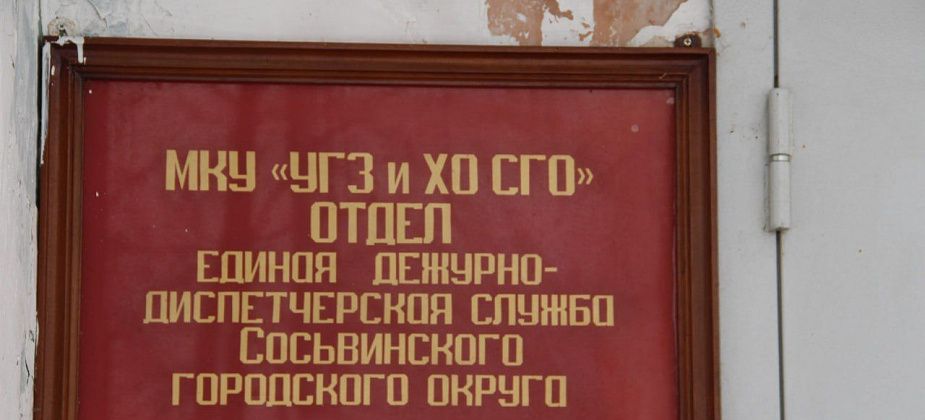 МКУ «УГЗ и ХО СГО»
ОТДЕЛ
ЕДИНАЯ ДЕЖУРНО-
ДИСПЕТЧЕРСКАЯ СЛУЖБА
СОСЬВИНСКОГО
ГОРОДСКОГО ОКРУГА